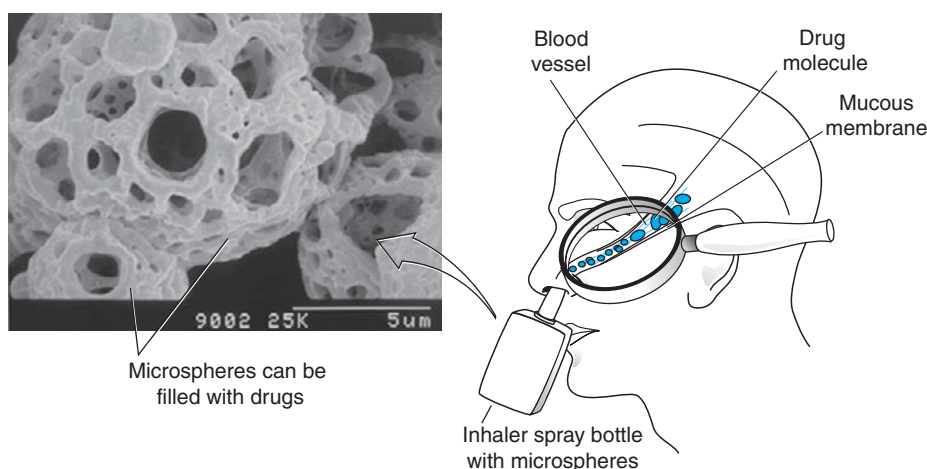 Blood
vessel
Drug
molecule
Mucous
membrane
9002 25K 5um
Microspheres can be
filled with drugs
Inhaler spray bottle
with microspheres